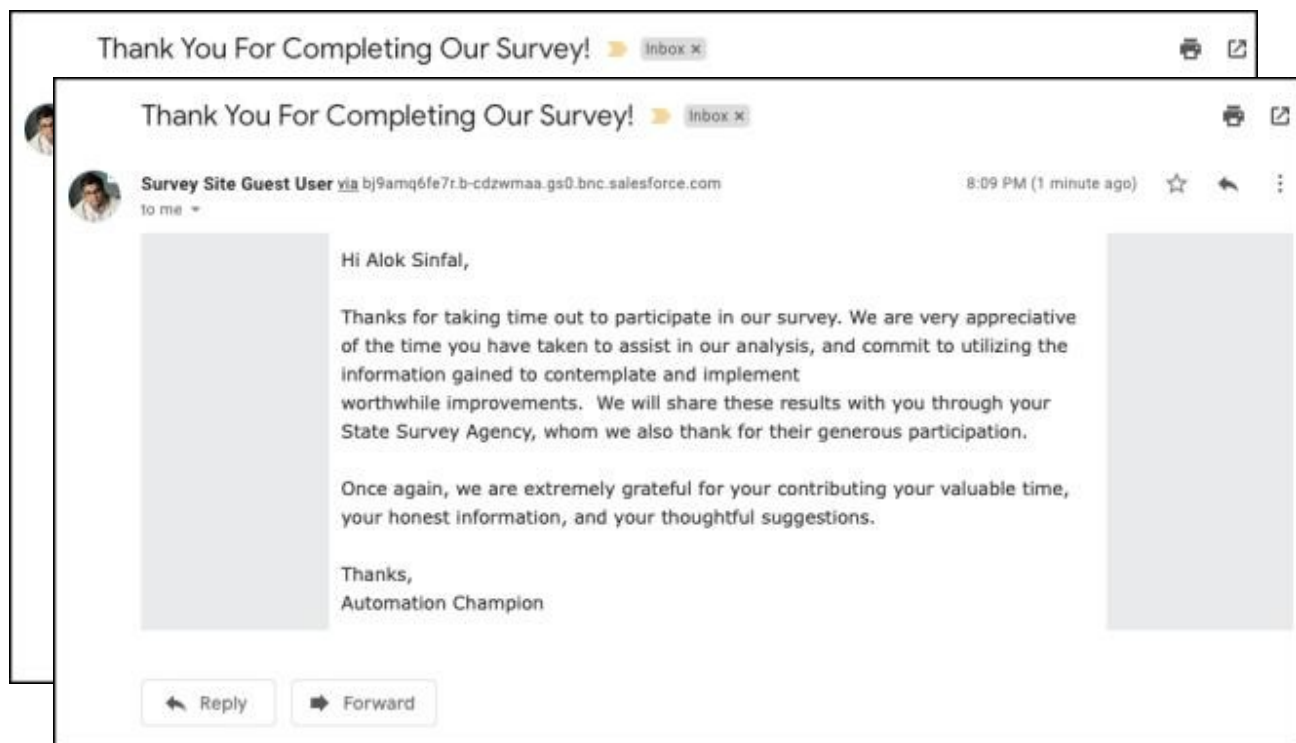 Thank You For Completing Our Survey! Inbox x
Thank You For Completing Our Survey! Inbox x
Survey Site Guest User via bj9amq6fe7r.b-cdzwmaa.gs0.bnc.salesforce.com 8:09 PM (1 minute ago)
to me
Hi Alok Sinfal,
Thanks for taking time out to participate in our survey. We are very appreciative
of the time you have taken to assist in our analysis, and commit to utilizing the
information gained to contemplate and implement
worthwhile improvements. We will share these results with you through your
State Survey Agency, whom we also thank for their generous participation.
Once again, we are extremely grateful for your contributing your valuable time,
your honest information, and your thoughtful suggestions.
Thanks,
Automation Champion
Reply Forward